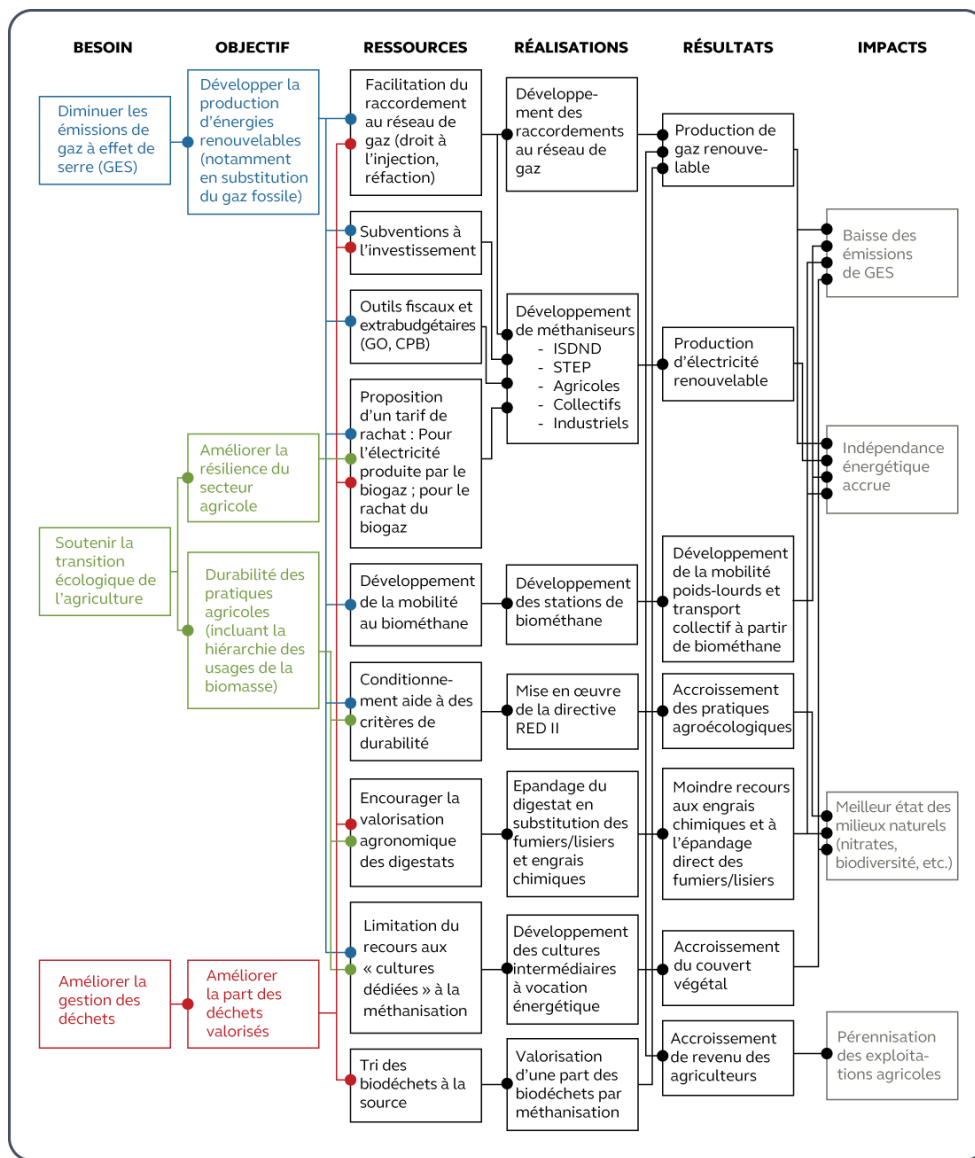 BESOIN
OBJECTIF
RESSOURCES
RÉALISATIONS
RÉSULTATS
IMPACTS
Diminuer les
émissions de
gaz à effet de
serre (GES)
Soutenir la
transition
écologique de
l'agriculture
Améliorer la
gestion des
déchets
Développer la
production
d'énergies
renouvelables
(notamment
en substitution
du gaz fossile)
Améliorer la
résilience du
secteur
agricole
Durabilité des
pratiques
agricoles
(incluant la
hiérarchie des
usages de la
biomasse)
Améliorer
la part des
déchets
valorisés
Facilitation du
raccordement
au réseau de
gaz (droit à
l'injection,
réfaction)
Subventions à
l'investissement
Outils fiscaux et
extrabudgétaires
(GO, CPB)
Proposition
d'un tarif de
rachat : Pour
l'électricité
produite par le
biogaz ; pour le
rachat du
biogaz
Développement
de la mobilité
au biométhane
Conditionne-
ment aide à des
critères de
durabilité
Encourager la
valorisation
agronomique
des digestats
Limitation du
recours aux
« cultures
dédiées » à la
méthanisation
Tri des
biodéchets à la
source
Développe-
ment des
raccordements
au réseau de
gaz
Développement
de méthaniseurs
- ISDND
- STEP
- Agricoles
- Collectifs
- Industriels
Développement
des stations de
biométhane
Mise en œuvre
de la directive
RED II
Epandage du
digestat en
substitution des
fumiers/lisiers
et engrais
chimiques
Développement
des cultures
intermédiaires
à vocation
énergétique
Valorisation
d'une part des
biodéchets par
méthanisation
Production de
gaz renouve-
lable
Production
d'électricité
renouvelable
Développement
de la mobilité
poids-lourds et
transport
collectif à partir
de biométhane
Accroissement
des pratiques
agroécologiques
Moindre recours
aux engrais
chimiques et à
l'épandage
direct des
fumiers/lisiers
Accroissement
du couvert
végétal
Accroissement
de revenu des
agriculteurs
Baisse des
émissions
de GES
Indépendance
énergétique
accrue
Meilleur état des
milieux naturels
(nitrates,
biodiversité, etc.)
Pérennisation
des exploita-
tions agricoles